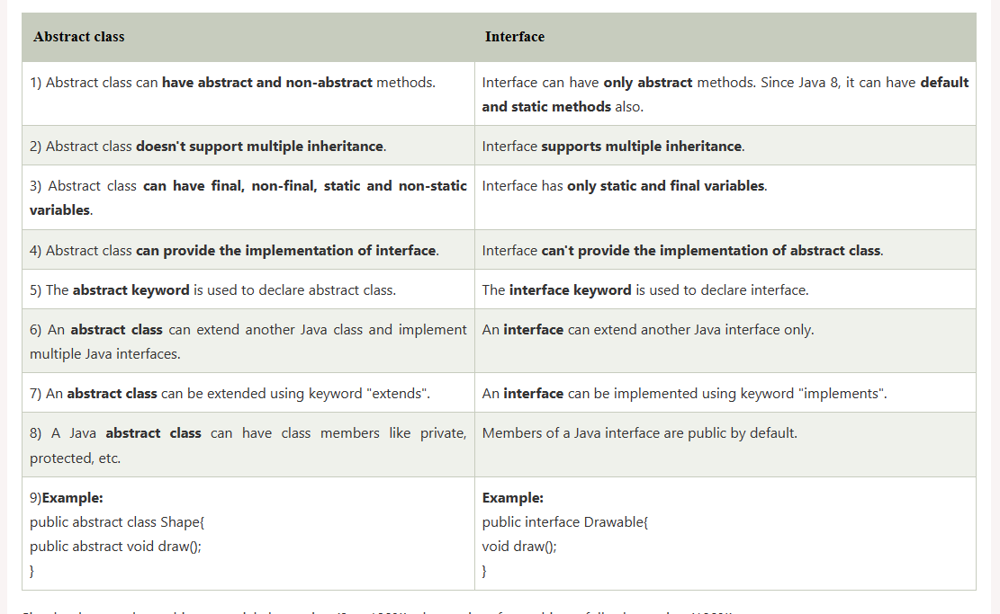 Abstract class
Interface
1) Abstract class can have abstract and non-abstract methods.
Interface can have only abstract methods. Since Java 8, it can have default
and static methods also.
2) Abstract class doesn't support multiple inheritance.
Interface supports multiple inheritance.
3) Abstract class can have final, non-final, static and non-static
variables.
Interface has only static and final variables.
4) Abstract class can provide the implementation of interface.
Interface can't provide the implementation of abstract class.
5) The abstract keyword is used to declare abstract class.
The interface keyword is used to declare interface.
6) An abstract class can extend another Java class and implement
multiple Java interfaces.
An interface can extend another Java interface only.
7) An abstract class can be extended using keyword "extends".
An interface can be implemented using keyword "implements".
8) A Java abstract class can have class members like private,
protected, etc.
Members of a Java interface are public by default.
9)Example:
public abstract class Shape{
public abstract void draw();
}
Example:
public interface Drawable{
void draw();
}